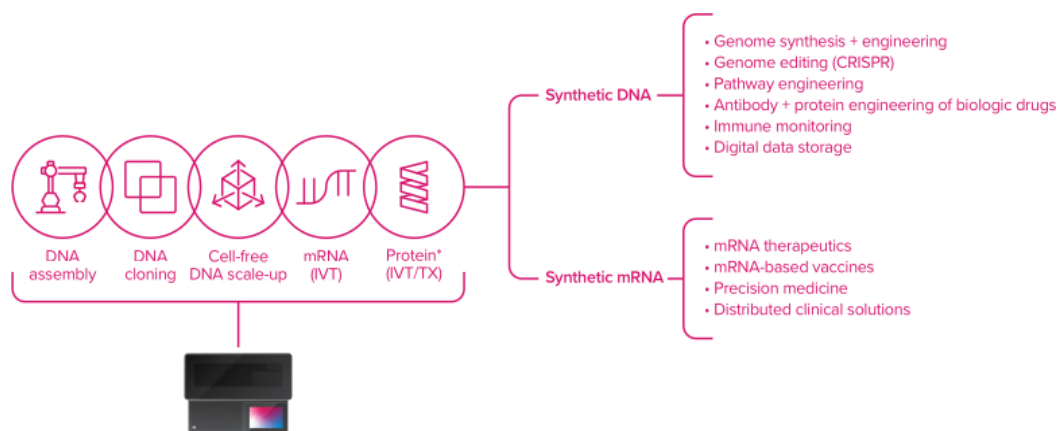 DNA
assembly
DNA
cloning
Cell-free
DNA scale-up
mRNA
(IVT)
Protein*
(IVT/TX)
Synthetic DNA
• Genome synthesis + engineering
• Genome editing (CRISPR)
• Pathway engineering
• Antibody + protein engineering of biologic drugs
• Immune monitoring
• Digital data storage
Synthetic mRNA
• mRNA therapeutics
• mRNA-based vaccines
• Precision medicine
• Distributed clinical solutions